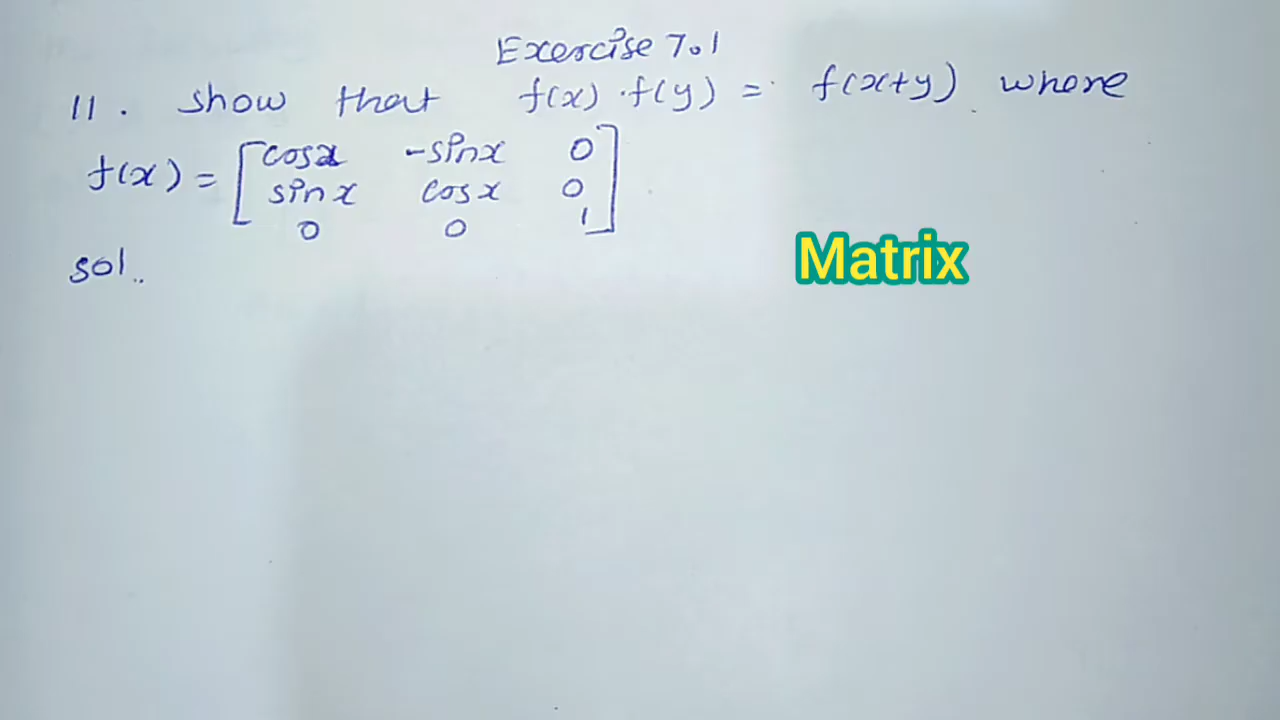 Exercise 7.1
11. show that f(x) . f(y) = f(x+y) where
f(x) = [cosx -sinx 0
sinx cosx 0
0 0 1]
Matrix
sol..